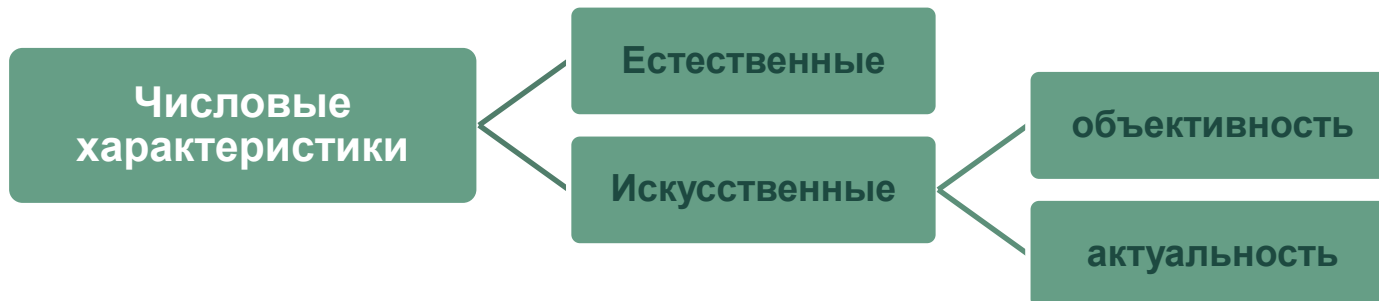 Числовые
характеристики
Естественные
Искусственные
объективность
актуальность